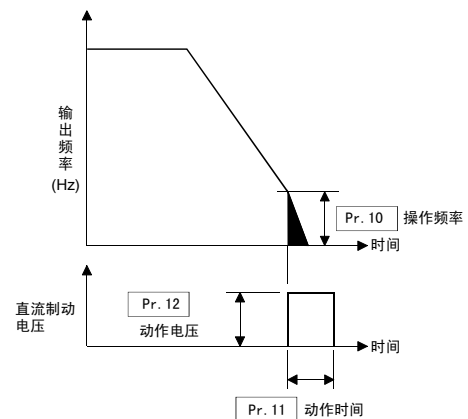 输出频率
(Hz)
Pr.10 操作频率
时间
直流制动
电压
Pr.12
动作电压
时间
Pr.11 动作时间